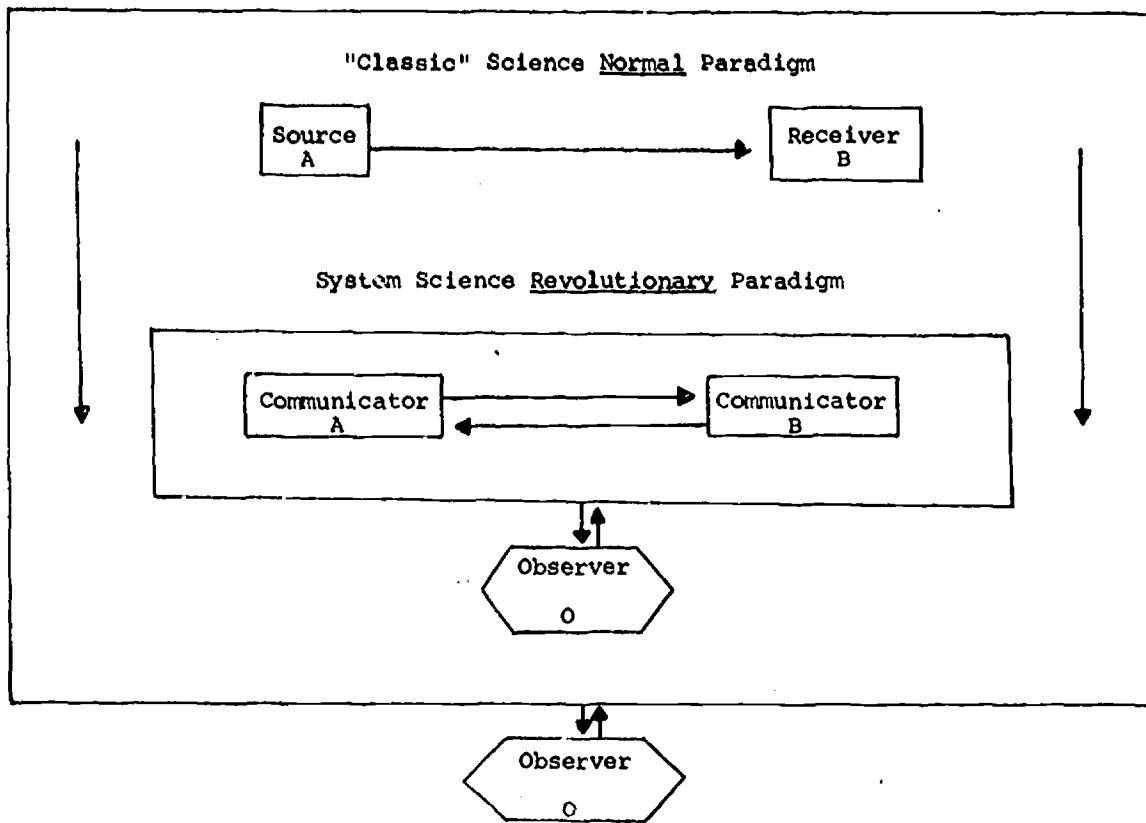 "Classic" Science Normal Paradigm
Source
A
Receiver
B
System Science Revolutionary Paradigm
Communicator
A
Communicator
B
Observer
O
Observer
O